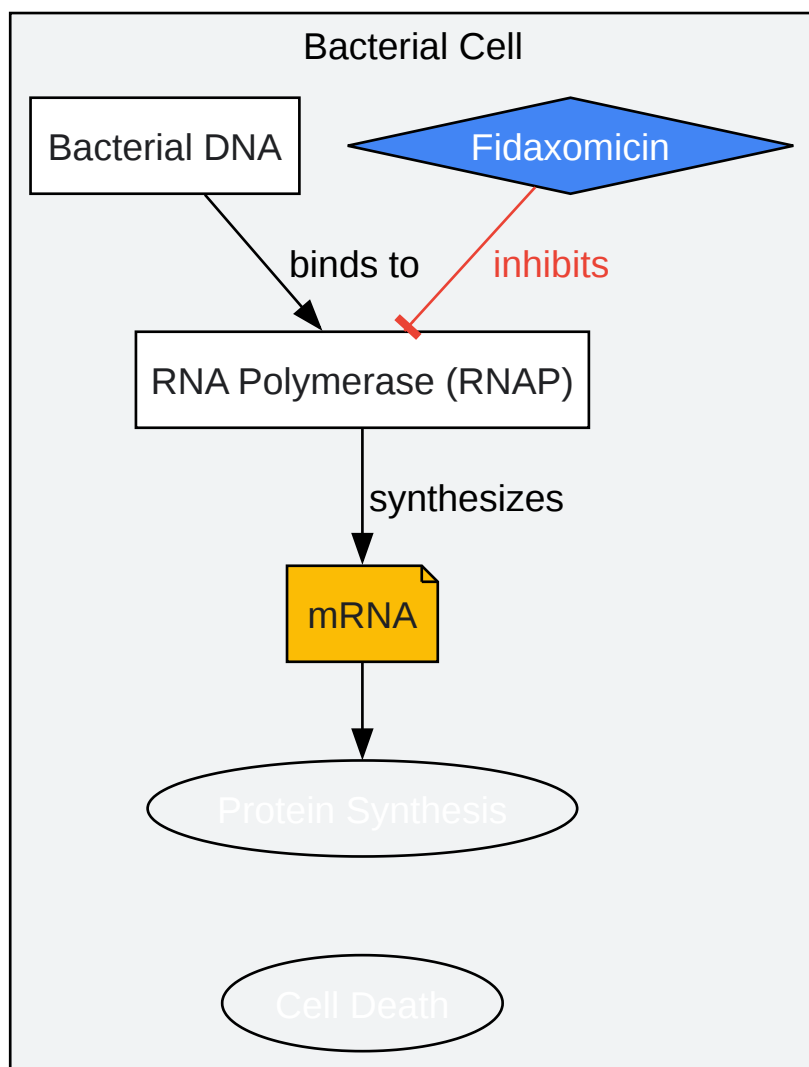 Bacterial Cell
Bacterial DNA
Fidaxomicin
binds to
inhibits
RNA Polymerase (RNAP)
synthesizes
mRNA
Protein Synthesis
Cell Death